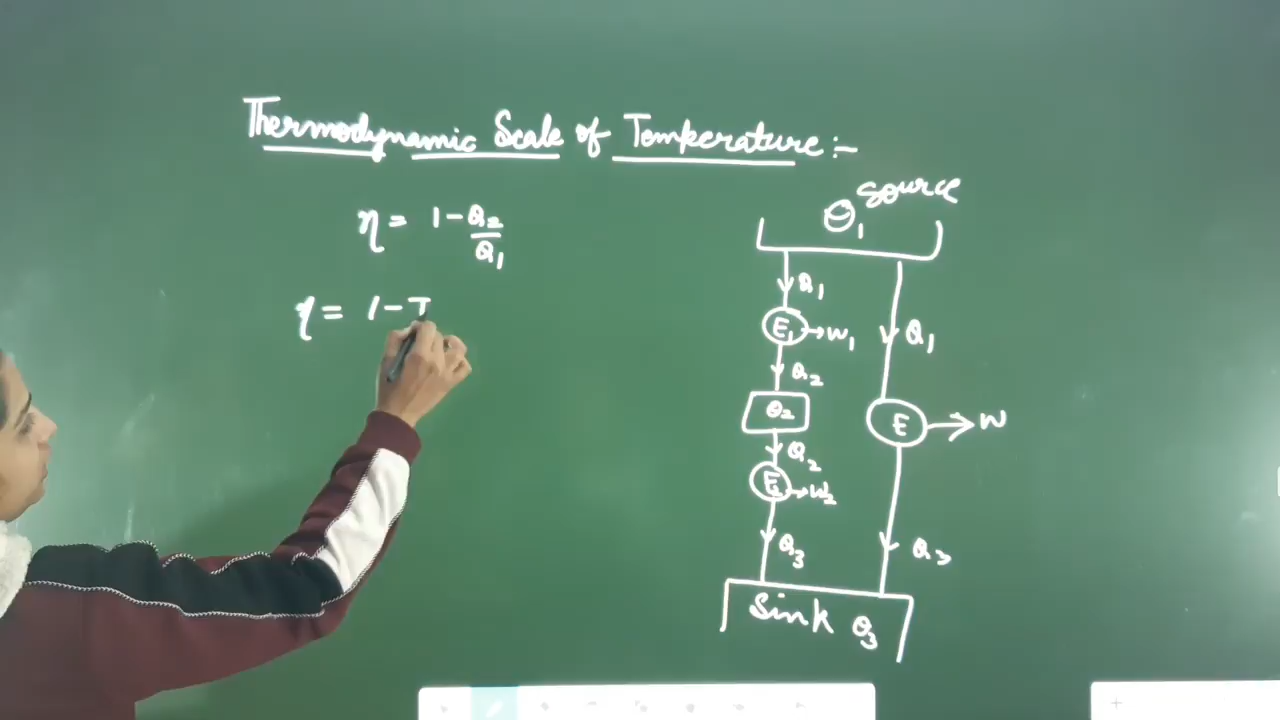 Thermodynamic Scale of Temperature :-
η = 1 - Q₂/Q₁
η = 1 - T
source
θ₁
Q₁
E₁ → W₁
Q₁
Q₂
θ₂
E → W
Q₂
E₂ → W₂
Q₃
Q₃
Sink θ₃